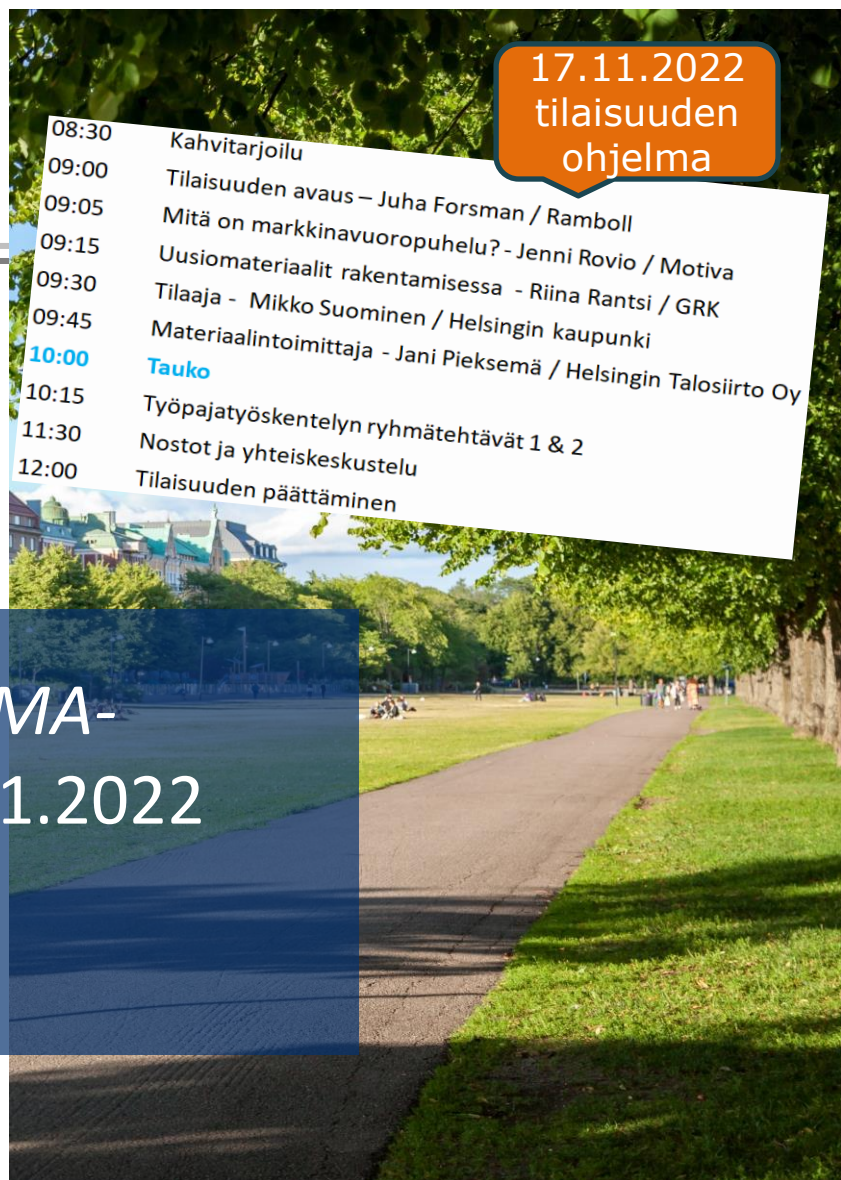 17.11.2022
tilaisuuden
ohjelma
08:30 Kahvitarjoilu
09:00 Tilaisuuden avaus – Juha Forsman / Ramboll
09:05 Mitä on markkinavuoropuhelu? - Jenni Rovio / Motiva
09:15 Uusiomateriaalit rakentamisessa - Riina Rantsi / GRK
09:30 Tilaaja - Mikko Suominen / Helsingin kaupunki
09:45 Materiaalintoimittaja - Jani Pieksemä / Helsingin Talosiirto Oy
10:00 Tauko
10:15 Työpajatyöskentelyn ryhmätehtävät 1 & 2
11:30 Nostot ja yhteiskeskustelu
12:00 Tilaisuuden päättäminen
MA-
1.2022